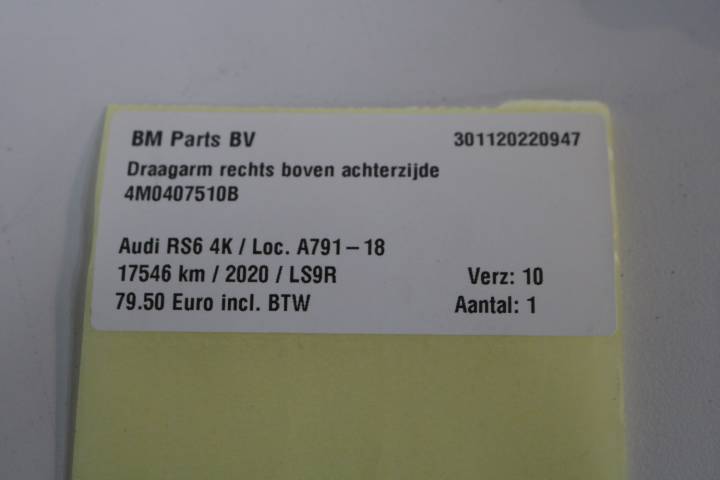 BM Parts BV 301120220947
Draagarm rechts boven achterzijde
4M0407510B
Audi RS6 4K / Loc. A791-18
17546 km / 2020 / LS9R Verz: 10
79.50 Euro incl. BTW Aantal: 1